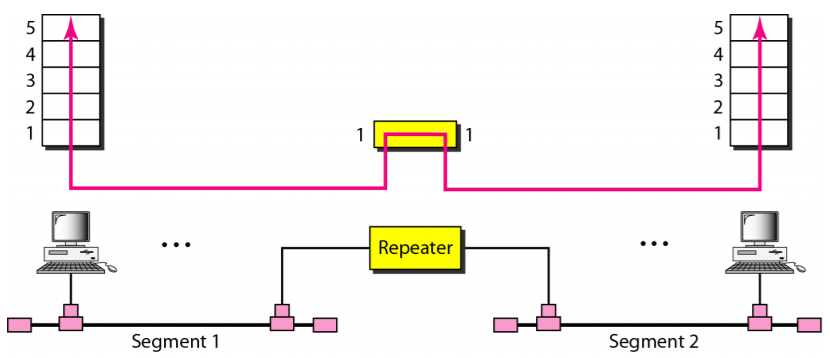 5 5
4 4
3 3
2 2
1 1 1 1
... ...
Repeater
Segment 1 Segment 2